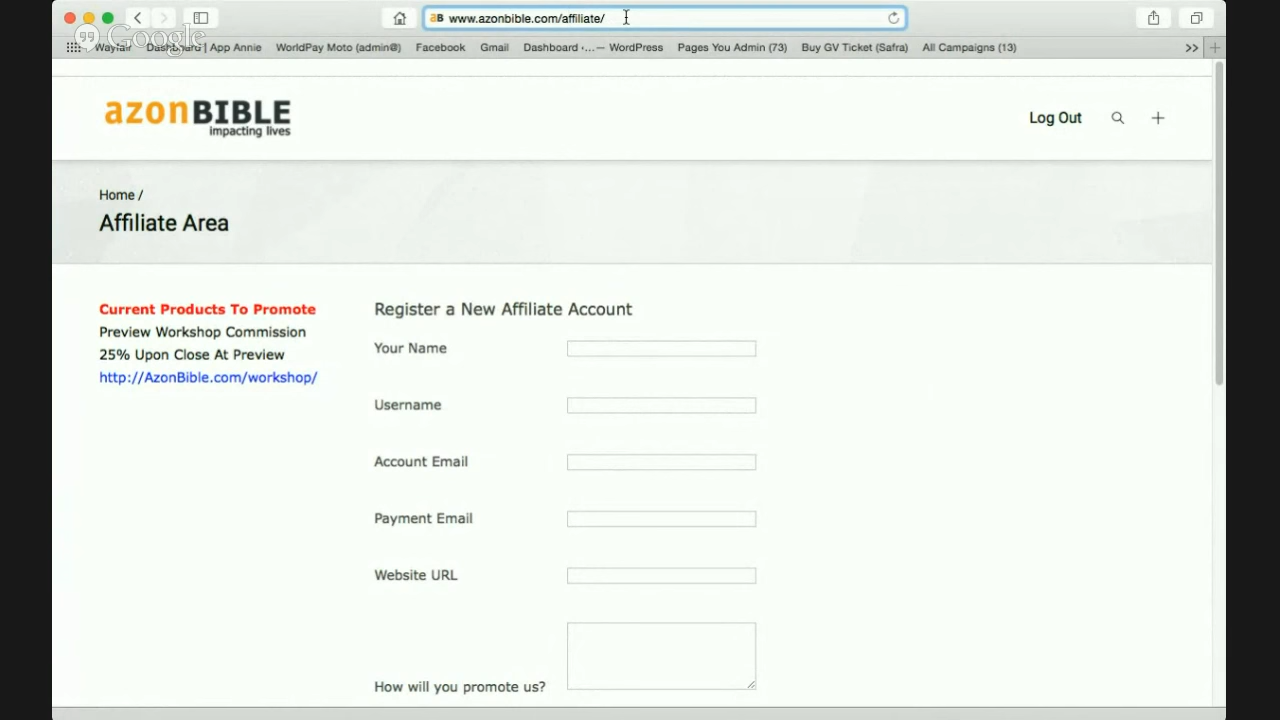 aB www.azonbible.com/affiliate/
Google
Wayfair Dashboard | App Annie WorldPay Moto (admin@) Facebook Gmail Dashboard ‹...— WordPress Pages You Admin (73) Buy GV Ticket (Safra) All Campaigns (13) >>
azonBIBLE
impacting lives
Log Out
Home /
Affiliate Area
Current Products To Promote
Preview Workshop Commission
25% Upon Close At Preview
http://AzonBible.com/workshop/
Register a New Affiliate Account
Your Name
Username
Account Email
Payment Email
Website URL
How will you promote us?